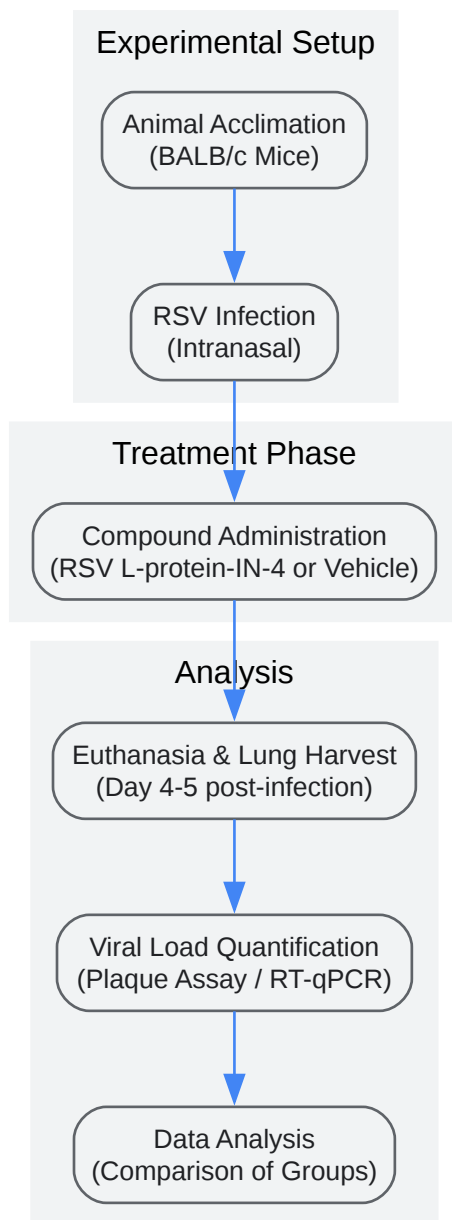 Experimental Setup
Animal Acclimation
(BALB/c Mice)
RSV Infection
(Intranasal)
Treatment Phase
Compound Administration
(RSV L-protein-IN-4 or Vehicle)
Analysis
Euthanasia & Lung Harvest
(Day 4-5 post-infection)
Viral Load Quantification
(Plaque Assay / RT-qPCR)
Data Analysis
(Comparison of Groups)